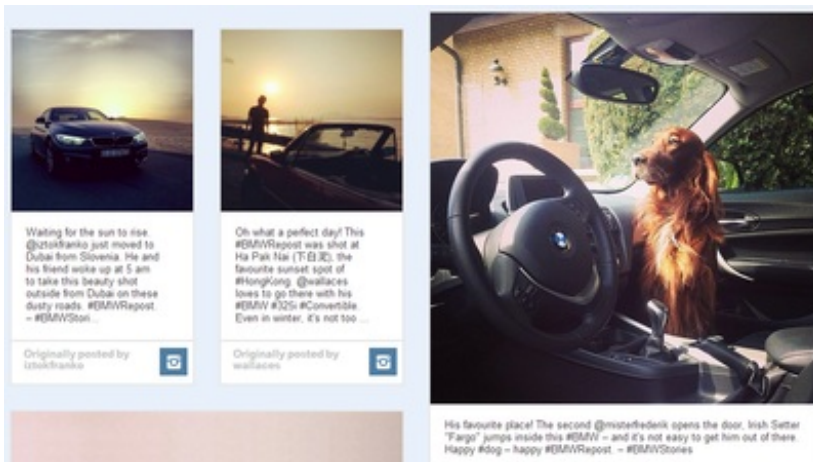 Waiting for the sun to rise.
@iztokfranko just moved to
Dubai from Slovenia. He and
his friend woke up at 5 am
to take this beauty shot
outside from Dubai on these
dusty roads. #BMWRepost.
– #BMWStori...
Originally posted by
iztokfranko
Oh what a perfect day! This
#BMWRepost was shot at
Ha Pak Nai (下白泥), the
favourite sunset spot of
#HongKong. @wallaces
loves to go there with his
#BMW #325i #Convertible.
Even in winter, it's not too ...
Originally posted by
wallaces
His favourite place! The second @misterfrederik opens the door, Irish Setter
"Fargo" jumps inside this #BMW – and it's not easy to get him out of there.
Happy #dog – happy #BMWRepost. – #BMWStories